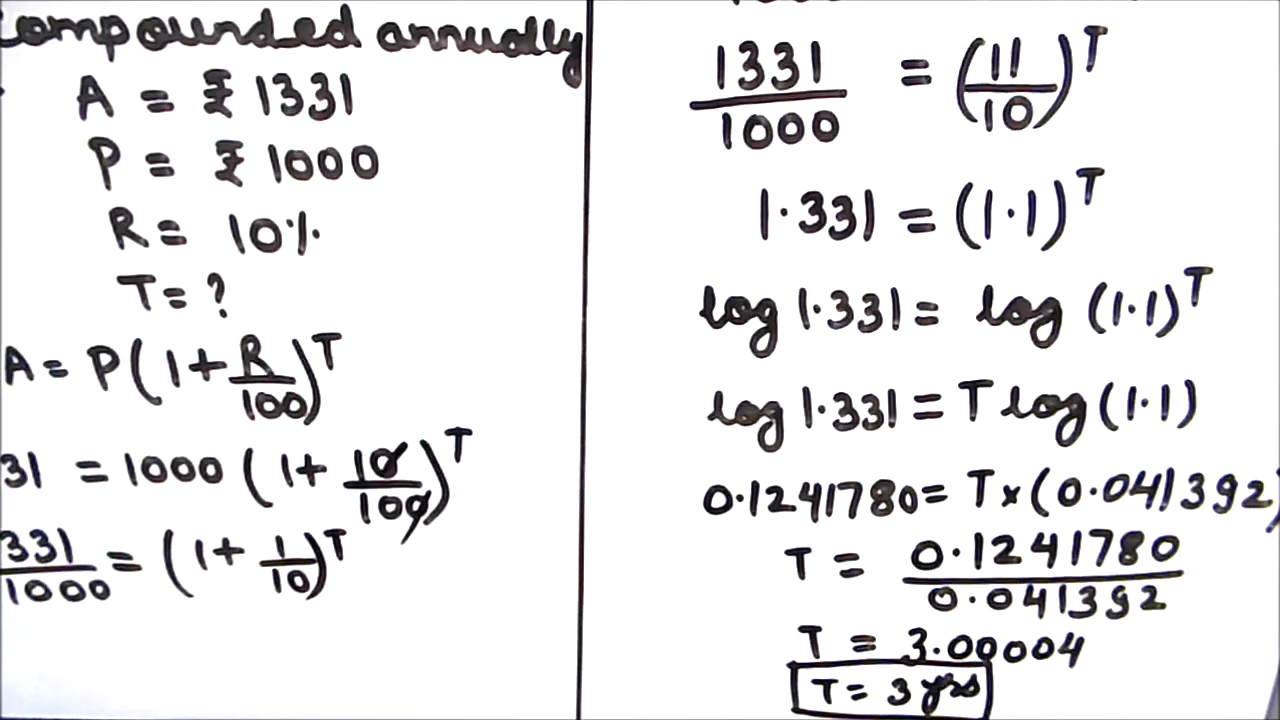 compounded annually
A = ₹ 1331
P = ₹ 1000
R = 10%
T = ?
A = P(1 + R/100)^T
31 = 1000 (1 + 10/100)^T
331/1000 = (1 + 1/10)^T
1331/1000 = (11/10)^T
1.331 = (1.1)^T
log 1.331 = log (1.1)^T
log 1.331 = T log (1.1)
0.1241780 = T × (0.041392)
T = 0.1241780/0.041392
T = 3.00004
T = 3 yrs